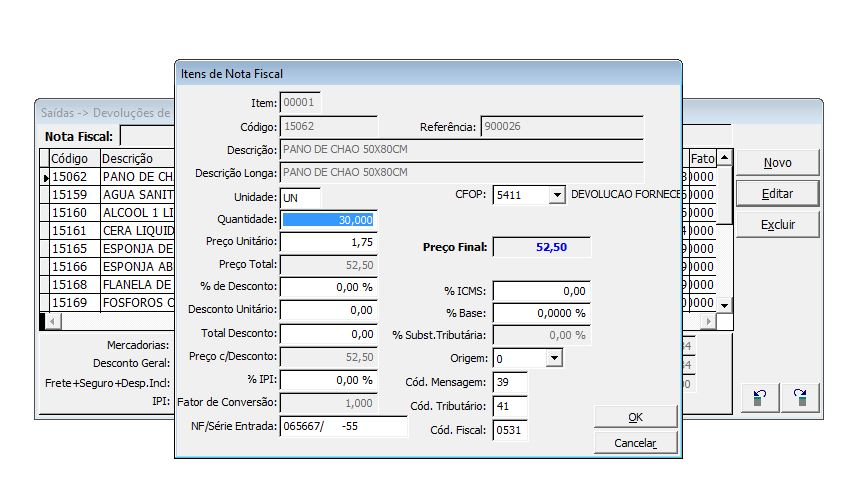 Itens de Nota Fiscal
Item: 00001
Código: 15062 Referência: 900026
Descrição: PANO DE CHAO 50X80CM
Descrição Longa: PANO DE CHAO 50X80CM
Unidade: UN CFOP: 5411 DEVOLUCAO FORNECE
Quantidade: 30,000
Preço Unitário: 1,75 Preço Final: 52,50
Preço Total: 52,50
% de Desconto: 0,00 % % ICMS: 0,00
Desconto Unitário: 0,00 % Base: 0,0000 %
Total Desconto: 0,00 % Subst.Tributária: 0,00 %
Preço c/Desconto: 52,50 Origem: 0
% IPI: 0,00 % Cód. Mensagem: 39
Fator de Conversão: 1,000 Cód. Tributário: 41
NF/Série Entrada: 065667/ -55 Cód. Fiscal: 0531
OK
Cancelar
Saídas -> Devoluções de
Nota Fiscal:
Código Descrição Fato
15062 PANO DE CH 0000
15159 AGUA SANIT 0000
15160 ALCOOL 1 LI 0000
15161 CERA LIQUID 0000
15165 ESPONJA DE 0000
15166 ESPONJA AB 0000
15168 FLANELA DE 0000
15169 FOSFOROS C 0000
Novo
Editar
Excluir
Mercadorias:
Desconto Geral:
Frete+Seguro+Desp.Incl:
IPI: